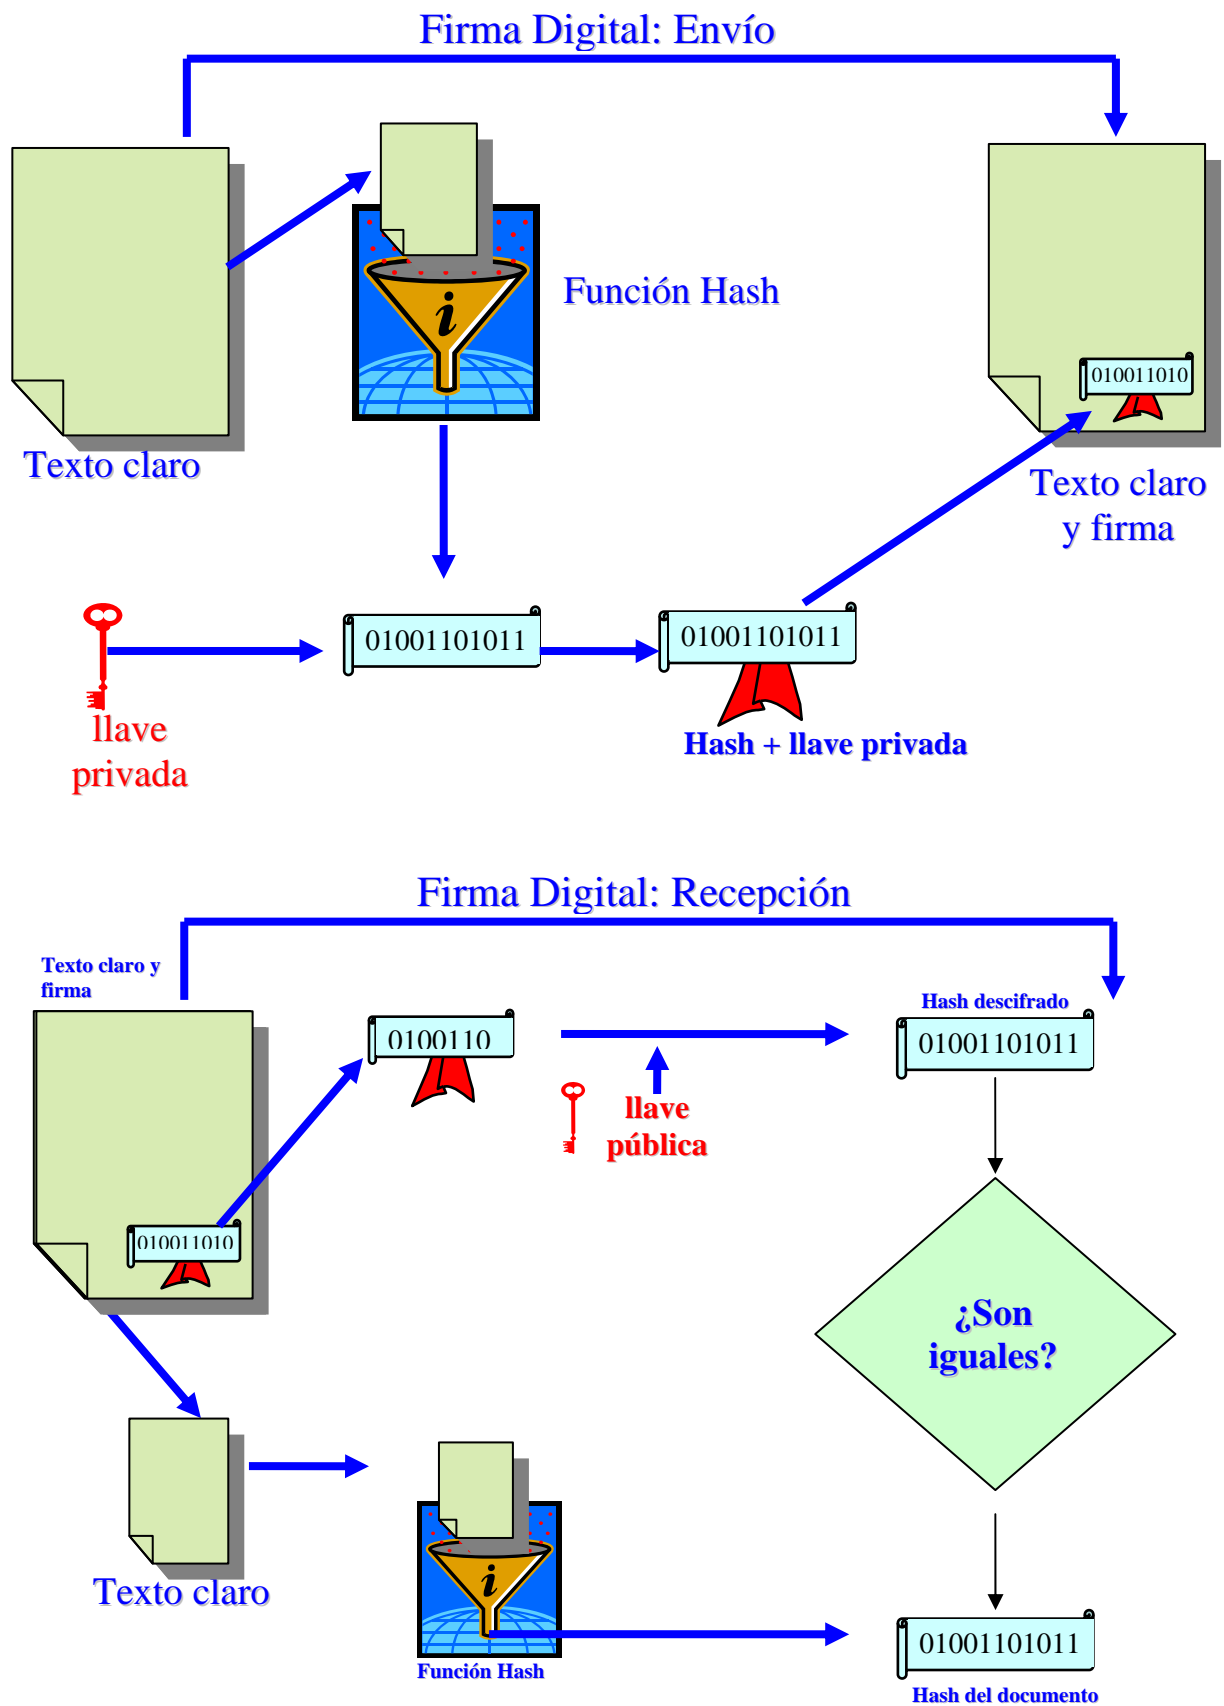 Firma Digital: Envío
i
Función Hash
010011010
Texto claro
Texto claro
y firma
01001101011
01001101011
llave
privada
Hash + llave privada
Firma Digital: Recepción
Texto claro y
firma
Hash descifrado
0100110
01001101011
llave
pública
010011010
¿Son
iguales?
Texto claro
i
01001101011
Función Hash
Hash del documento